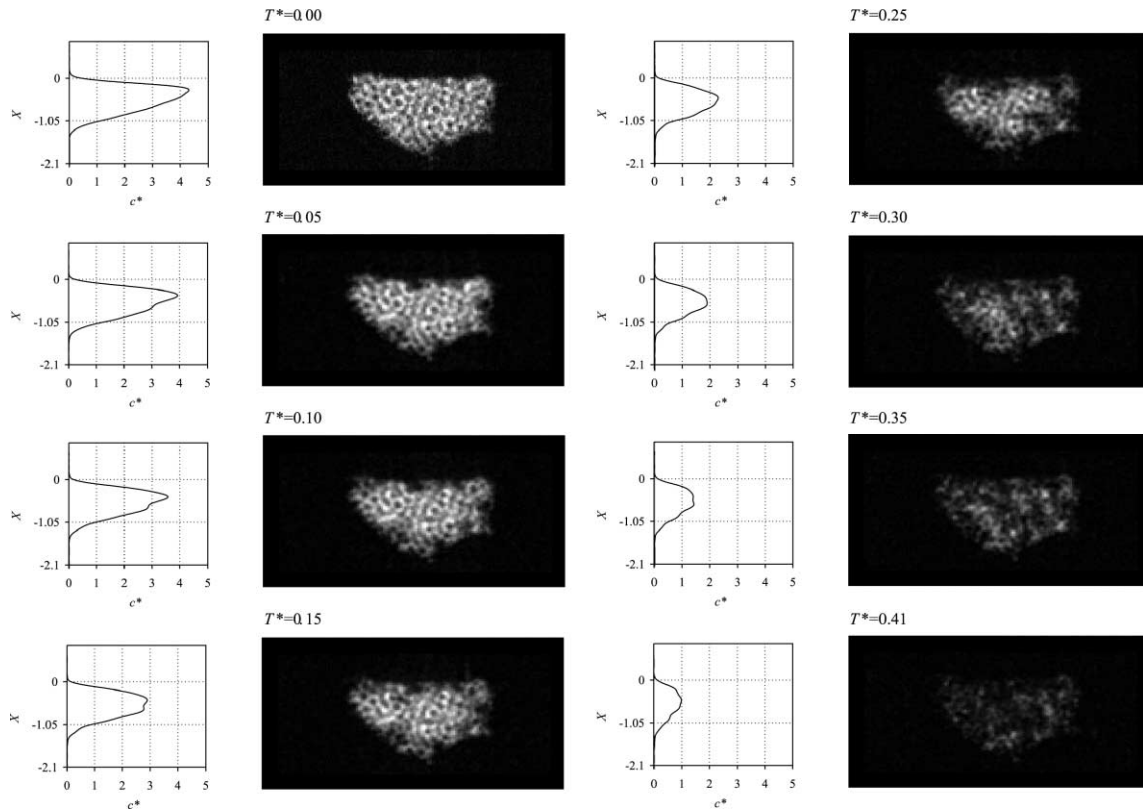 T*=0.00
X
0
-1.05
-2.1
0 1 2 3 4 5
c*
T*=0.25
X
0
-1.05
-2.1
0 1 2 3 4 5
c*
T*=0.05
X
0
-1.05
-2.1
0 1 2 3 4 5
c*
T*=0.30
X
0
-1.05
-2.1
0 1 2 3 4 5
c*
T*=0.10
X
0
-1.05
-2.1
0 1 2 3 4 5
c*
T*=0.35
X
0
-1.05
-2.1
0 1 2 3 4 5
c*
T*=0.15
X
0
-1.05
-2.1
0 1 2 3 4 5
c*
T*=0.41
X
0
-1.05
-2.1
0 1 2 3 4 5
c*